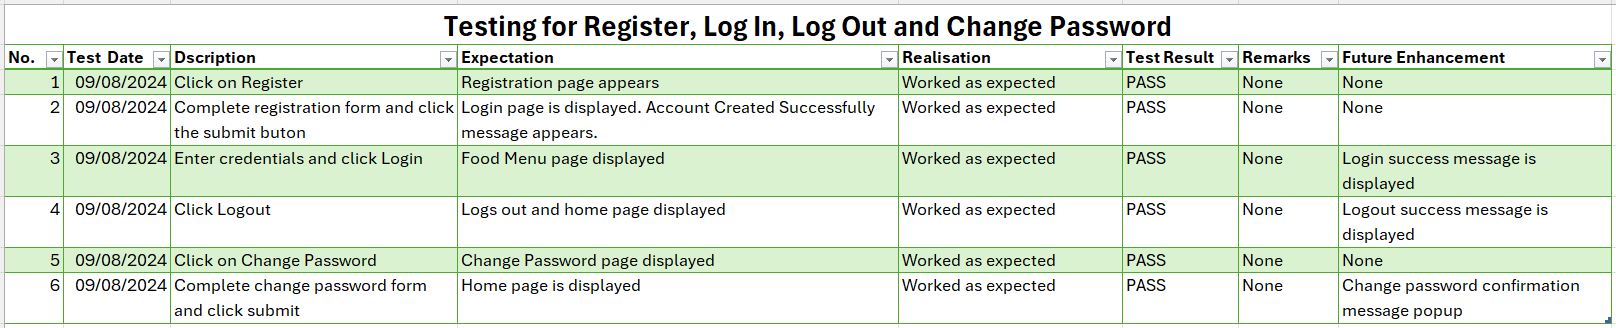 Testing for Register, Log In, Log Out and Change Password
No. Test Date Dscription Expectation Realisation Test Result Remarks Future Enhancement
1 09/08/2024 Click on Register Registration page appears Worked as expected PASS None None
2 09/08/2024 Complete registration form and click Login page is displayed. Account Created Successfully Worked as expected PASS None None
the submit buton message appears.
3 09/08/2024 Enter credentials and click Login Food Menu page displayed Worked as expected PASS None Login success message is
displayed
4 09/08/2024 Click Logout Logs out and home page displayed Worked as expected PASS None Logout success message is
displayed
5 09/08/2024 Click on Change Password Change Password page displayed Worked as expected PASS None None
6 09/08/2024 Complete change password form Home page is displayed Worked as expected PASS None Change password confirmation
and click submit message popup